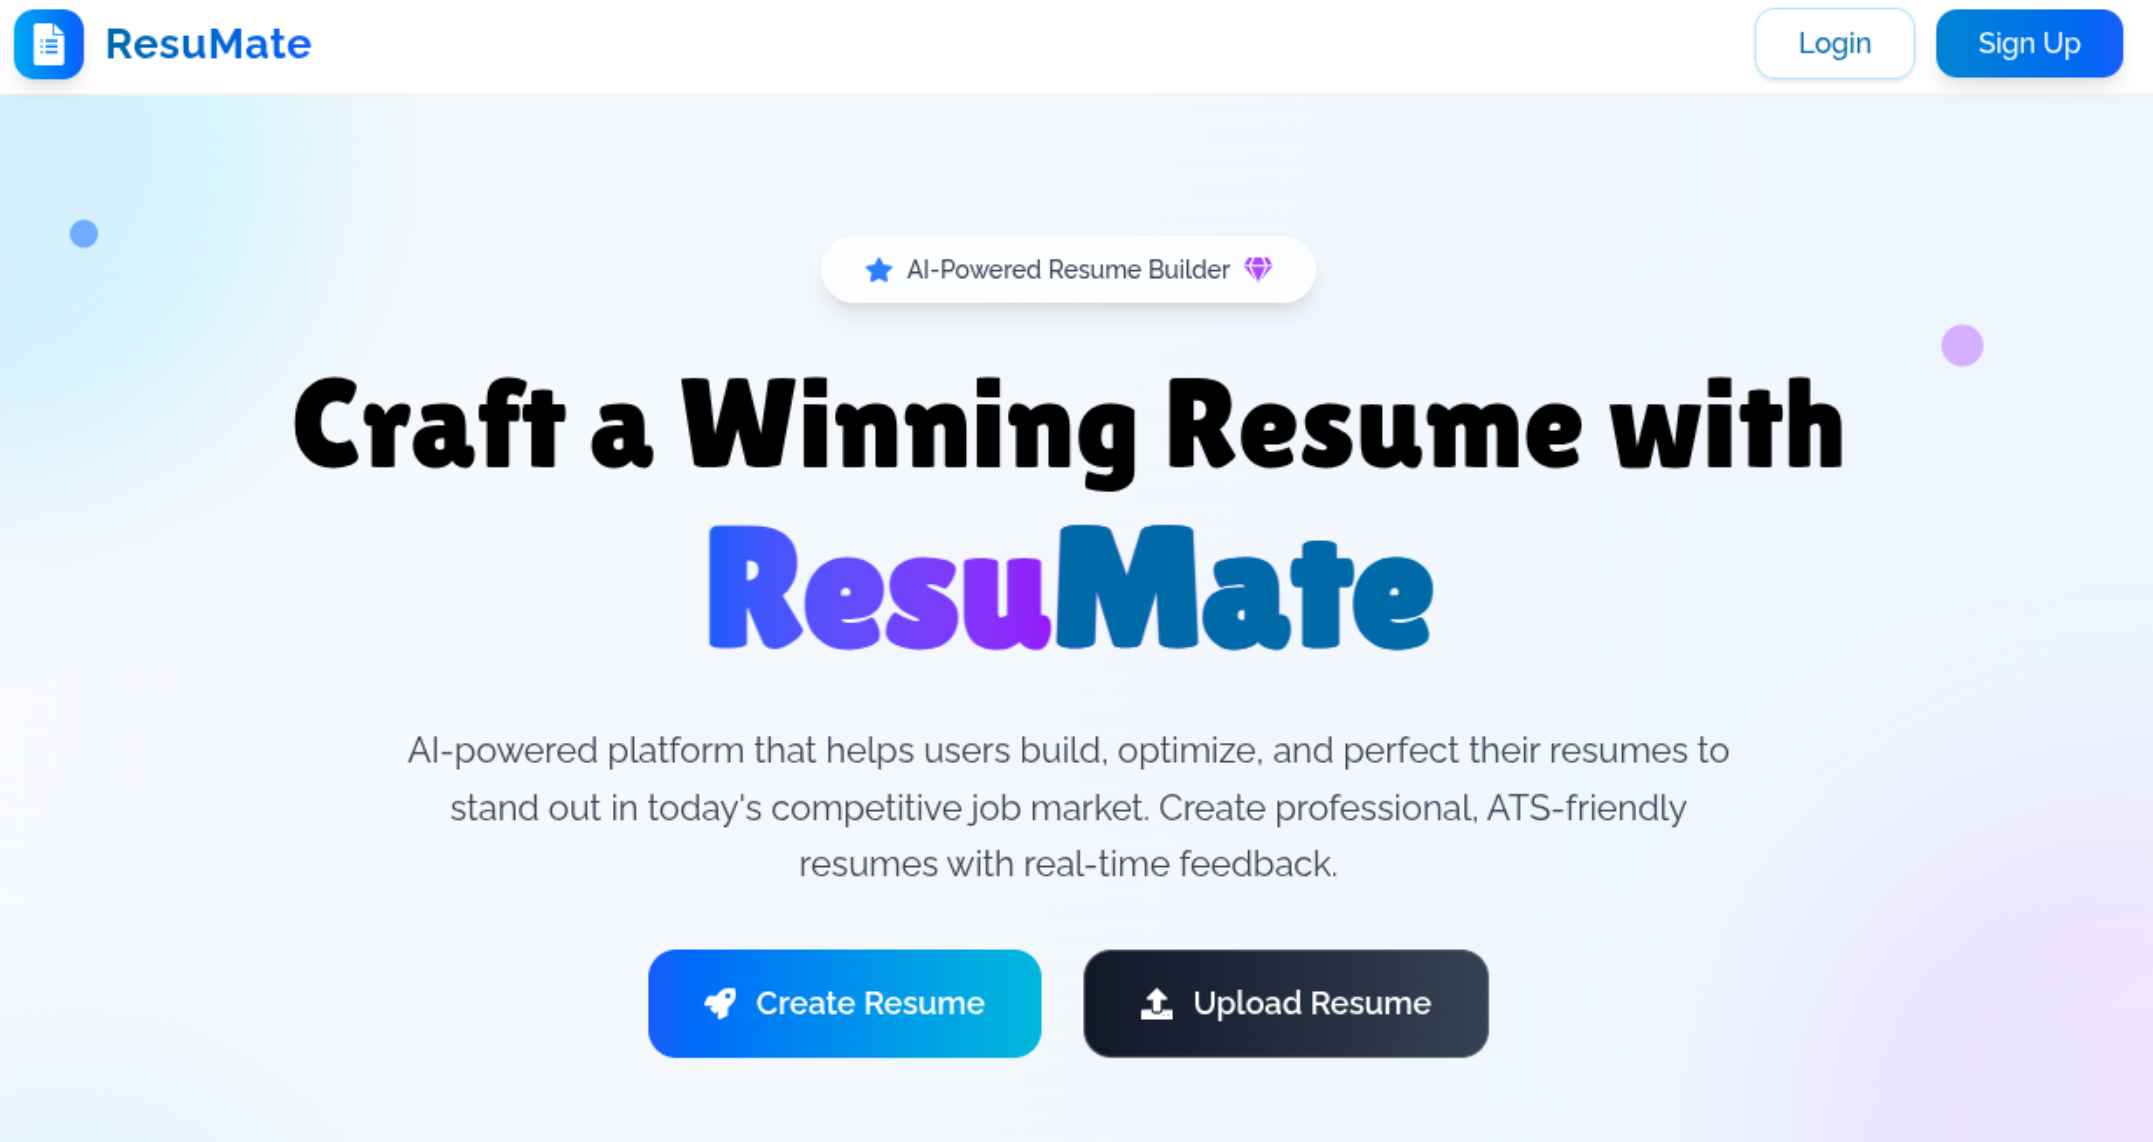 ResuMate
Login
Sign Up
AI-Powered Resume Builder
Craft a Winning Resume with
ResuMate
AI-powered platform that helps users build, optimize, and perfect their resumes to
stand out in today's competitive job market. Create professional, ATS-friendly
resumes with real-time feedback.
Create Resume
Upload Resume